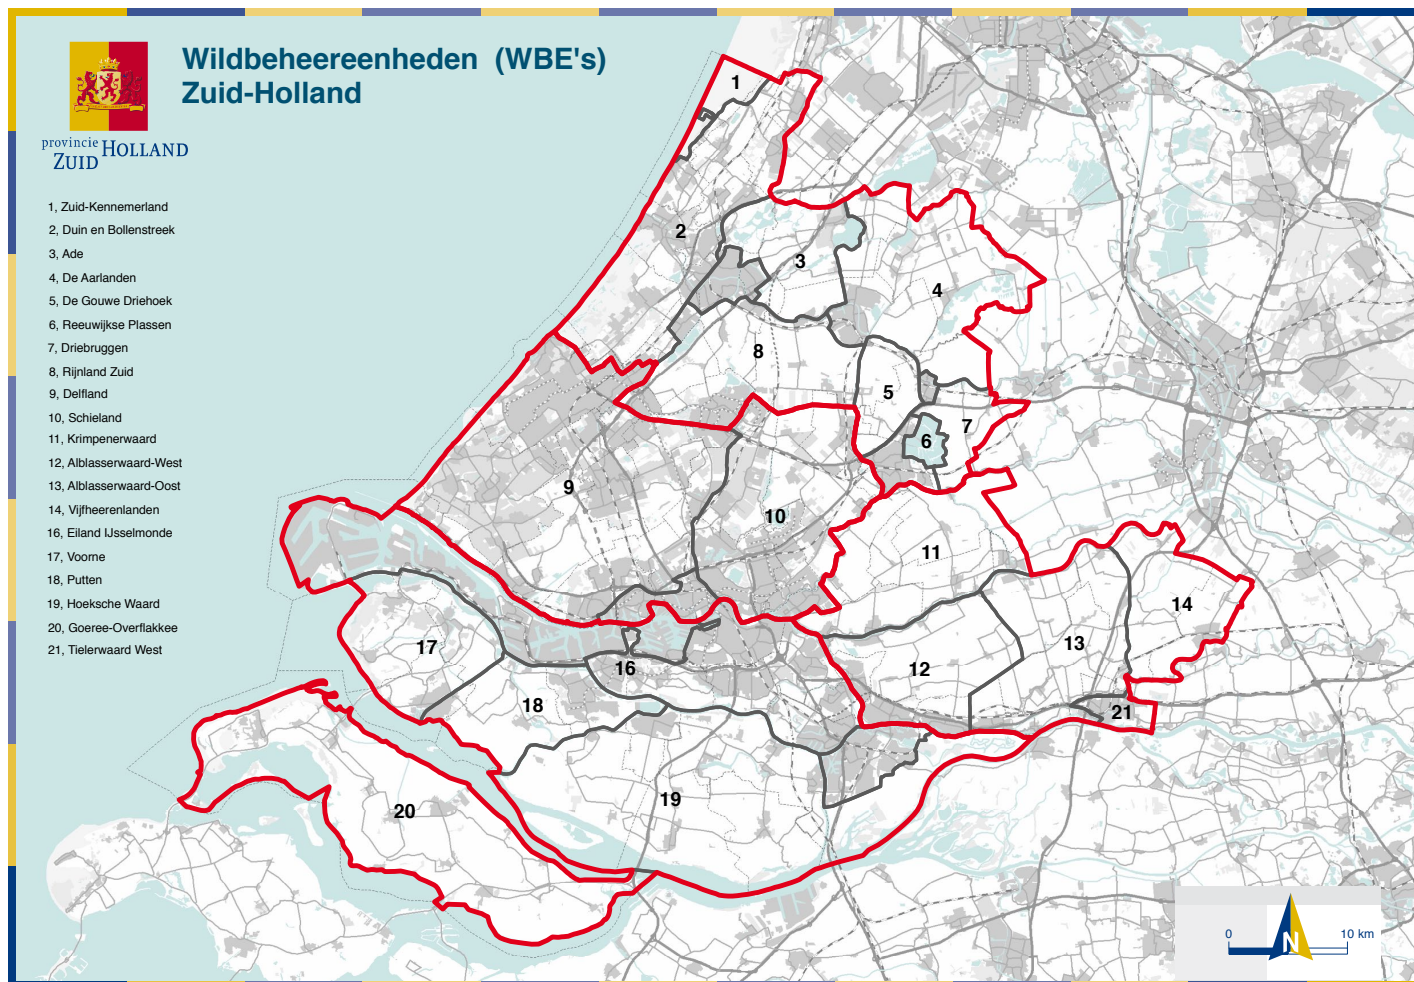 Wildbeheereenheden (WBE's)
Zuid-Holland
provincie HOLLAND
ZUID
1, Zuid-Kennemerland
2, Duin en Bollenstreek
3, Ade
4, De Aarlanden
5, De Gouwe Driehoek
6, Reeuwijkse Plassen
7, Driebruggen
8, Rijnland Zuid
9, Delfland
10, Schieland
11, Krimpenerwaard
12, Alblasserwaard-West
13, Alblasserwaard-Oost
14, Vijfheerenlanden
16, Eiland IJsselmonde
17, Voorne
18, Putten
19, Hoeksche Waard
20, Goeree-Overflakkee
21, Tielerwaard West
1
2
3
4
8
5
7
6
9
10
11
14
13
17
12
16
18
21
19
20
0 10 km
N